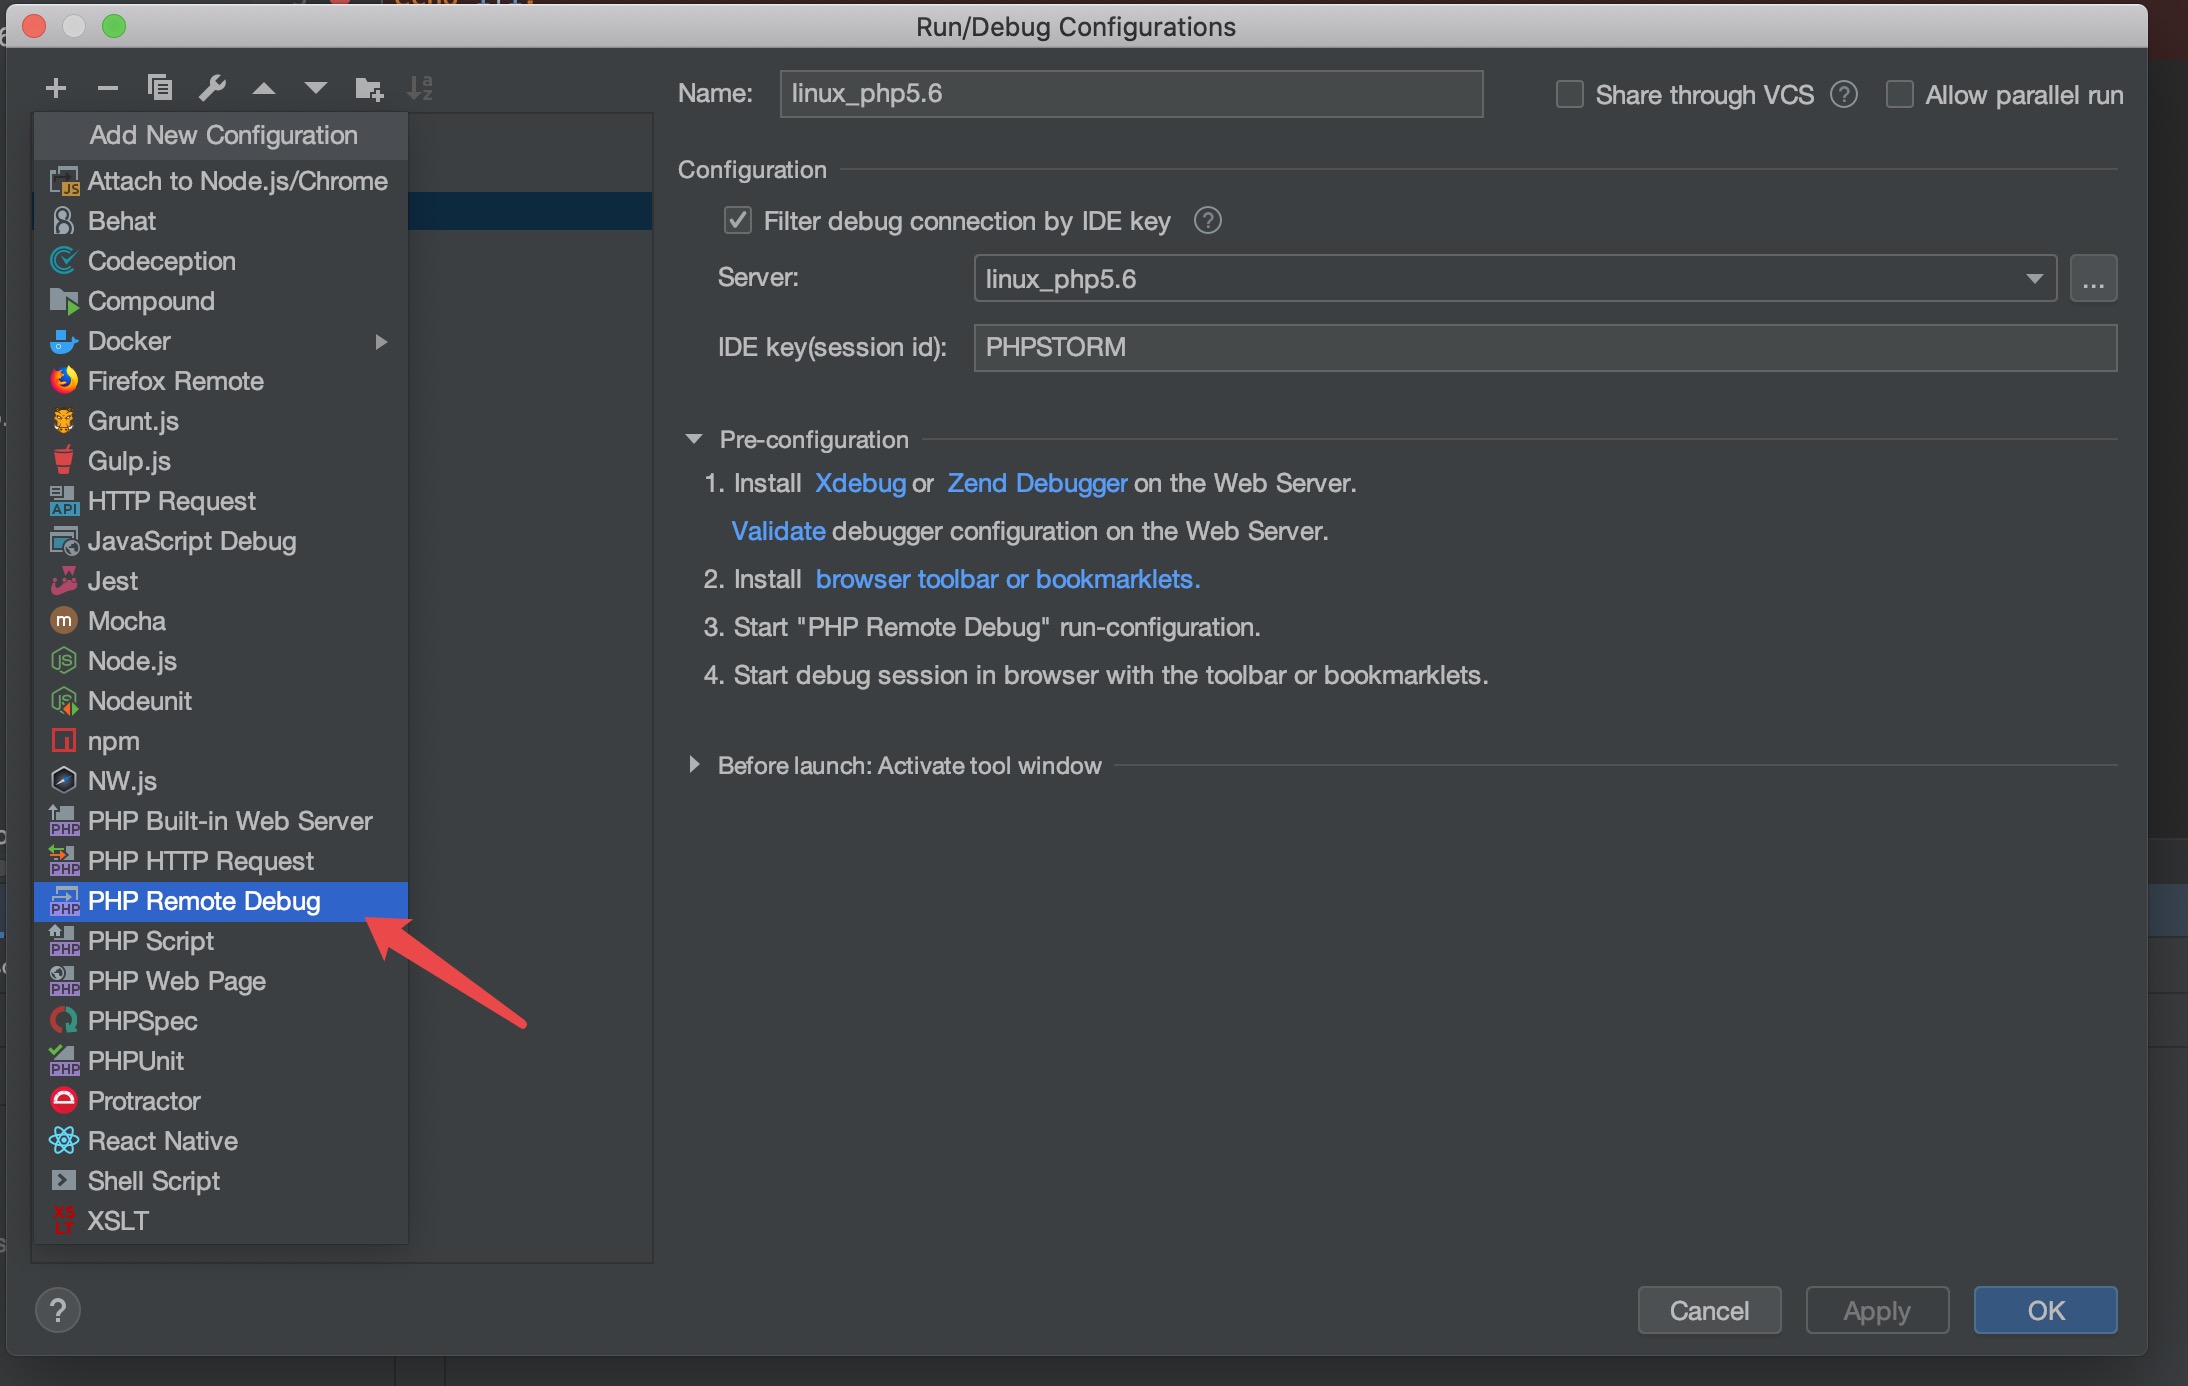 Run/Debug Configurations
Name: linux_php5.6 Share through VCS ? Allow parallel run
Add New Configuration
Attach to Node.js/Chrome
Behat
Codeception
Compound
Docker
Firefox Remote
Grunt.js
Gulp.js
HTTP Request
JavaScript Debug
Jest
Mocha
Node.js
Nodeunit
npm
NW.js
PHP Built-in Web Server
PHP HTTP Request
PHP Remote Debug
PHP Script
PHP Web Page
PHPSpec
PHPUnit
Protractor
React Native
Shell Script
XSLT
Configuration
Filter debug connection by IDE key ?
Server: linux_php5.6 ...
IDE key(session id): PHPSTORM
Pre-configuration
1. Install Xdebug or Zend Debugger on the Web Server.
Validate debugger configuration on the Web Server.
2. Install browser toolbar or bookmarklets.
3. Start "PHP Remote Debug" run-configuration.
4. Start debug session in browser with the toolbar or bookmarklets.
Before launch: Activate tool window
? Cancel Apply OK